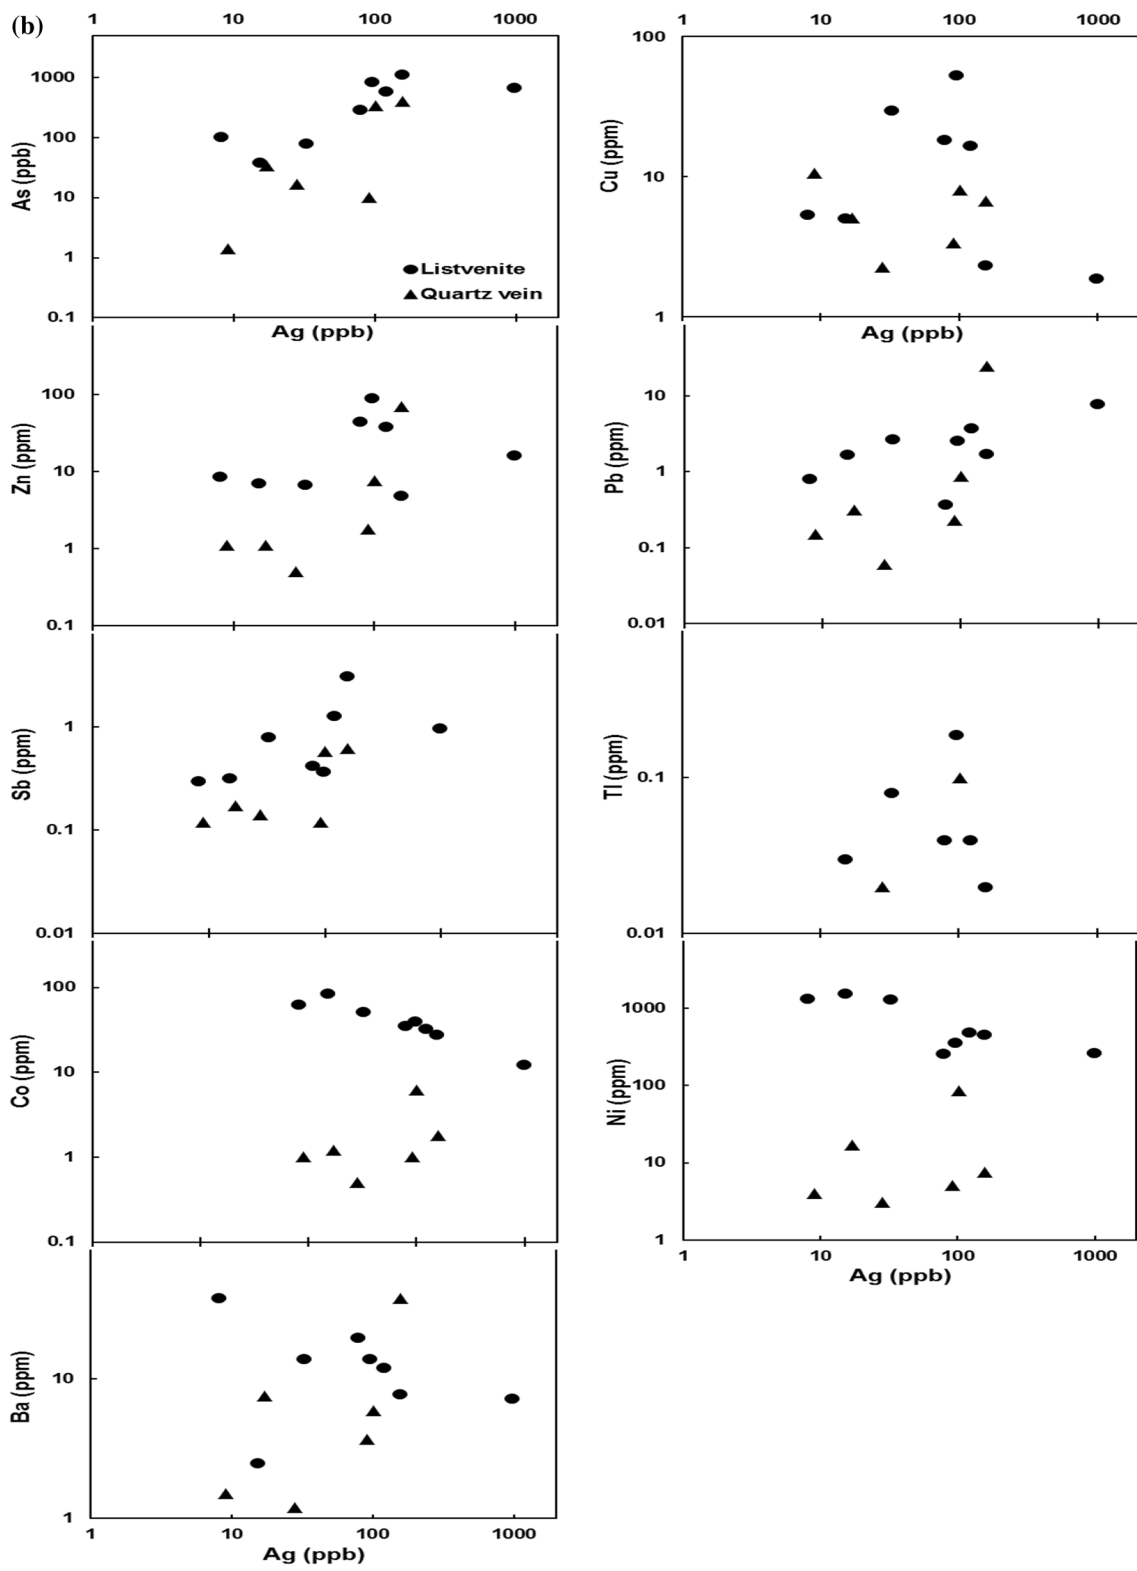 (b)
1 10 100 1000
1 10 100 1000
As (ppb)
1000
100
10
1
0.1
Listvenite
Quartz vein
Ag (ppb)
Cu (ppm)
100
10
1
Ag (ppb)
Zn (ppm)
100
10
1
0.1
Pb (ppm)
10
1
0.1
0.01
Sb (ppm)
1
0.1
0.01
Tl (ppm)
0.1
0.01
Co (ppm)
100
10
1
0.1
Ni (ppm)
1000
100
10
1
1 10 100 1000
Ag (ppb)
Ba (ppm)
10
1
1 10 100 1000
Ag (ppb)